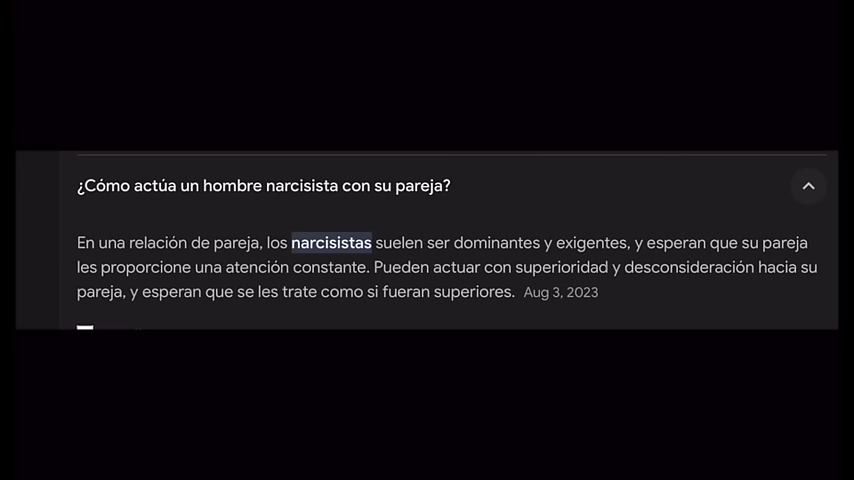 ¿Cómo actúa un hombre narcisista con su pareja?
En una relación de pareja, los narcisistas suelen ser dominantes y exigentes, y esperan que su pareja
les proporcione una atención constante. Pueden actuar con superioridad y desconsideración hacia su
pareja, y esperan que se les trate como si fueran superiores. Aug 3, 2023